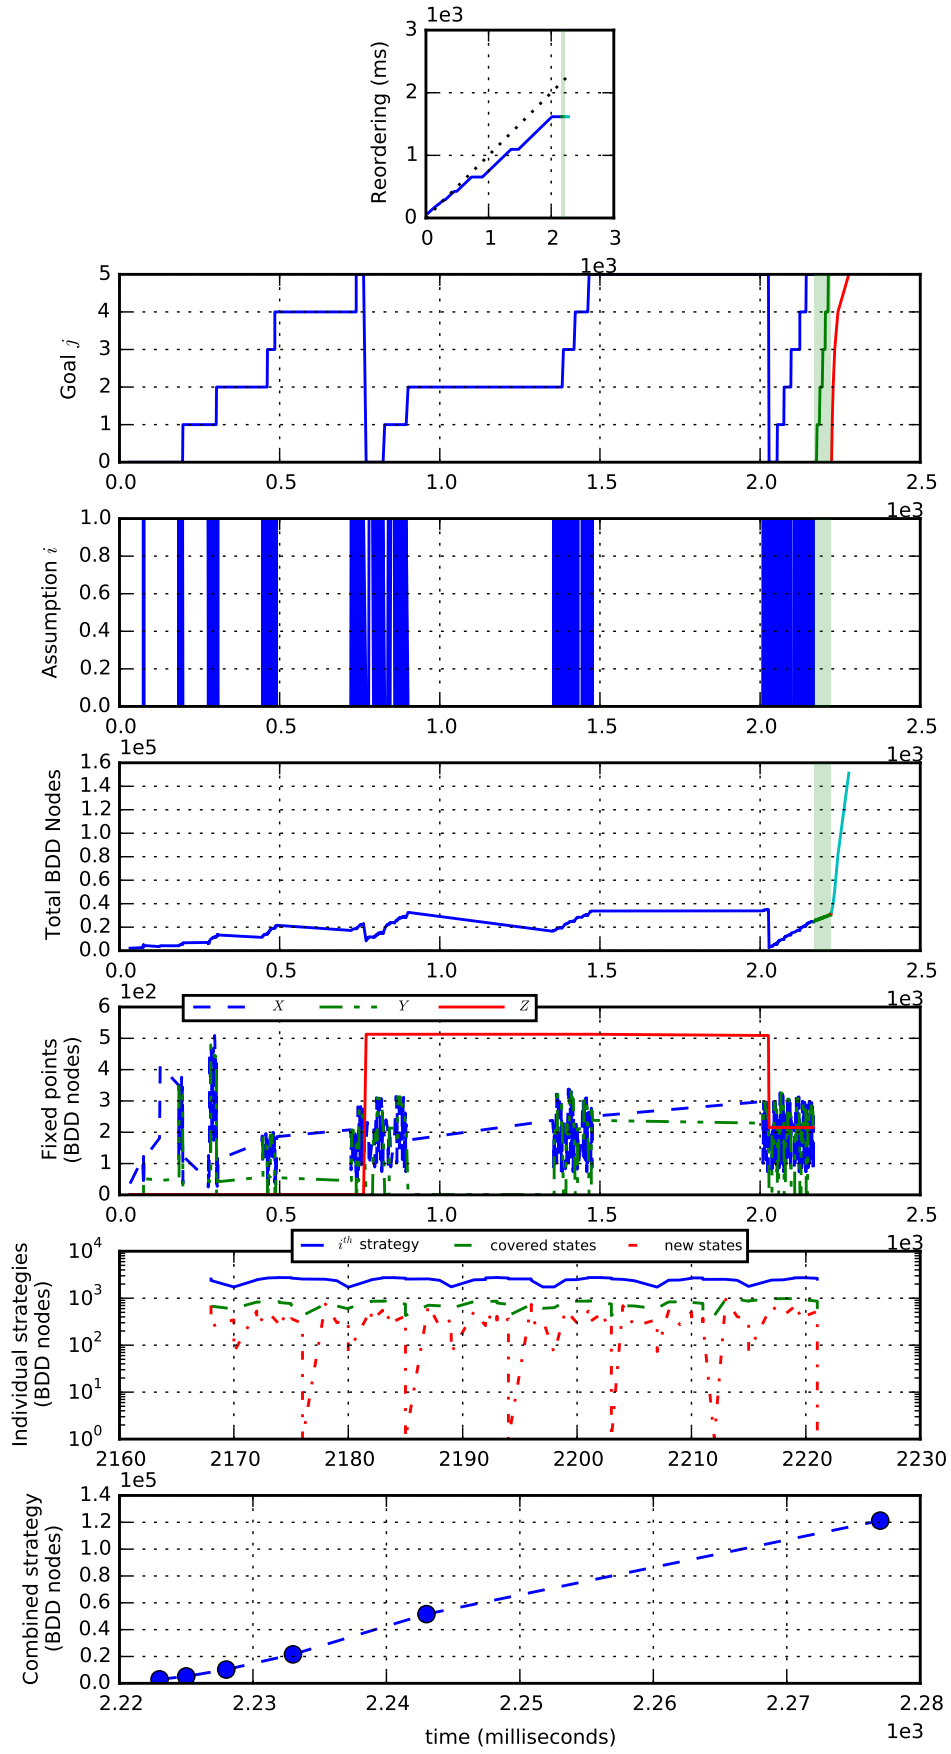 1e3
3
2
1
0
Reordering (ms)
0 1 2 3
1e3
5
4
3
2
1
0
Goal j
0.0 0.5 1.0 1.5 2.0 2.5
1e3
1.0
0.8
0.6
0.4
0.2
0.0
Assumption i
0.0 0.5 1.0 1.5 2.0 2.5
1e3
1e5
1.6
1.4
1.2
1.0
0.8
0.6
0.4
0.2
0.0
Total BDD Nodes
0.0 0.5 1.0 1.5 2.0 2.5
1e3
1e2
X Y Z
6
5
4
3
2
1
0
Fixed points
(BDD nodes)
0.0 0.5 1.0 1.5 2.0 2.5
1e3
i^th strategy covered states new states
10^4
10^3
10^2
10^1
10^0
Individual strategies
(BDD nodes)
2160 2170 2180 2190 2200 2210 2220 2230
1e5
1.4
1.2
1.0
0.8
0.6
0.4
0.2
0.0
Combined strategy
(BDD nodes)
2.22 2.23 2.24 2.25 2.26 2.27 2.28
1e3
time (milliseconds)